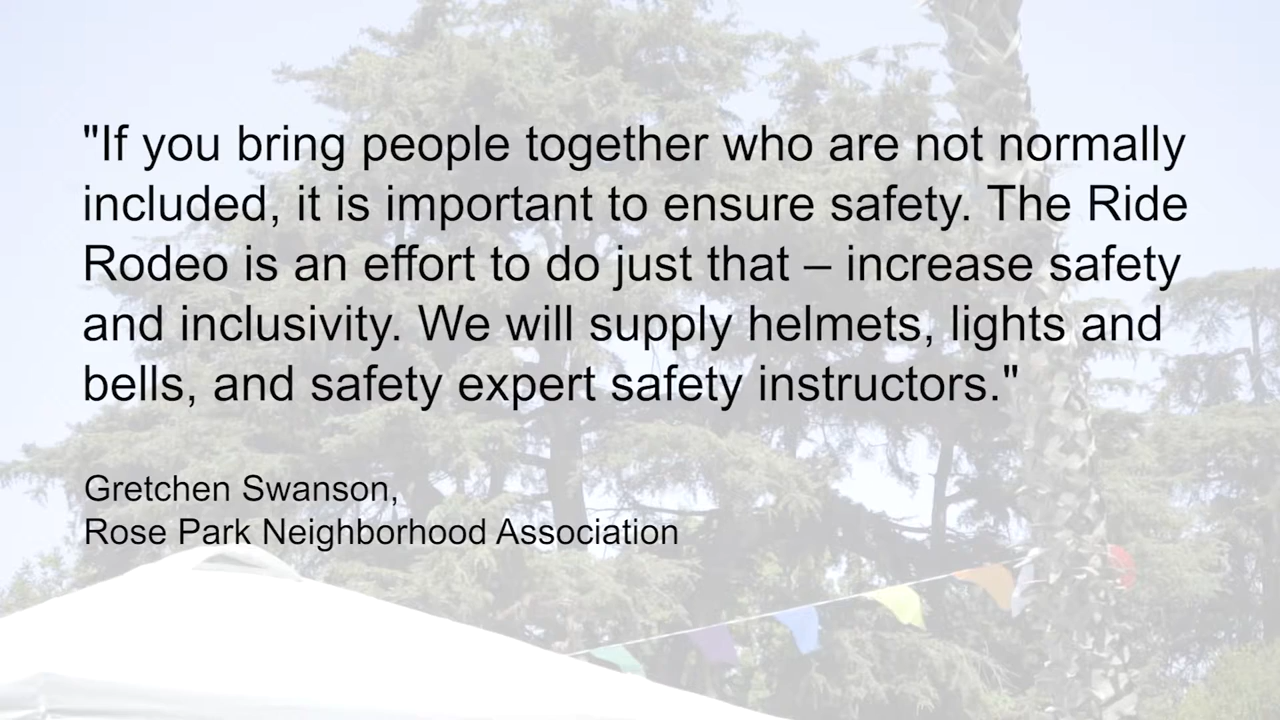 "If you bring people together who are not normally
included, it is important to ensure safety. The Ride
Rodeo is an effort to do just that – increase safety
and inclusivity. We will supply helmets, lights and
bells, and safety expert safety instructors."
Gretchen Swanson,
Rose Park Neighborhood Association